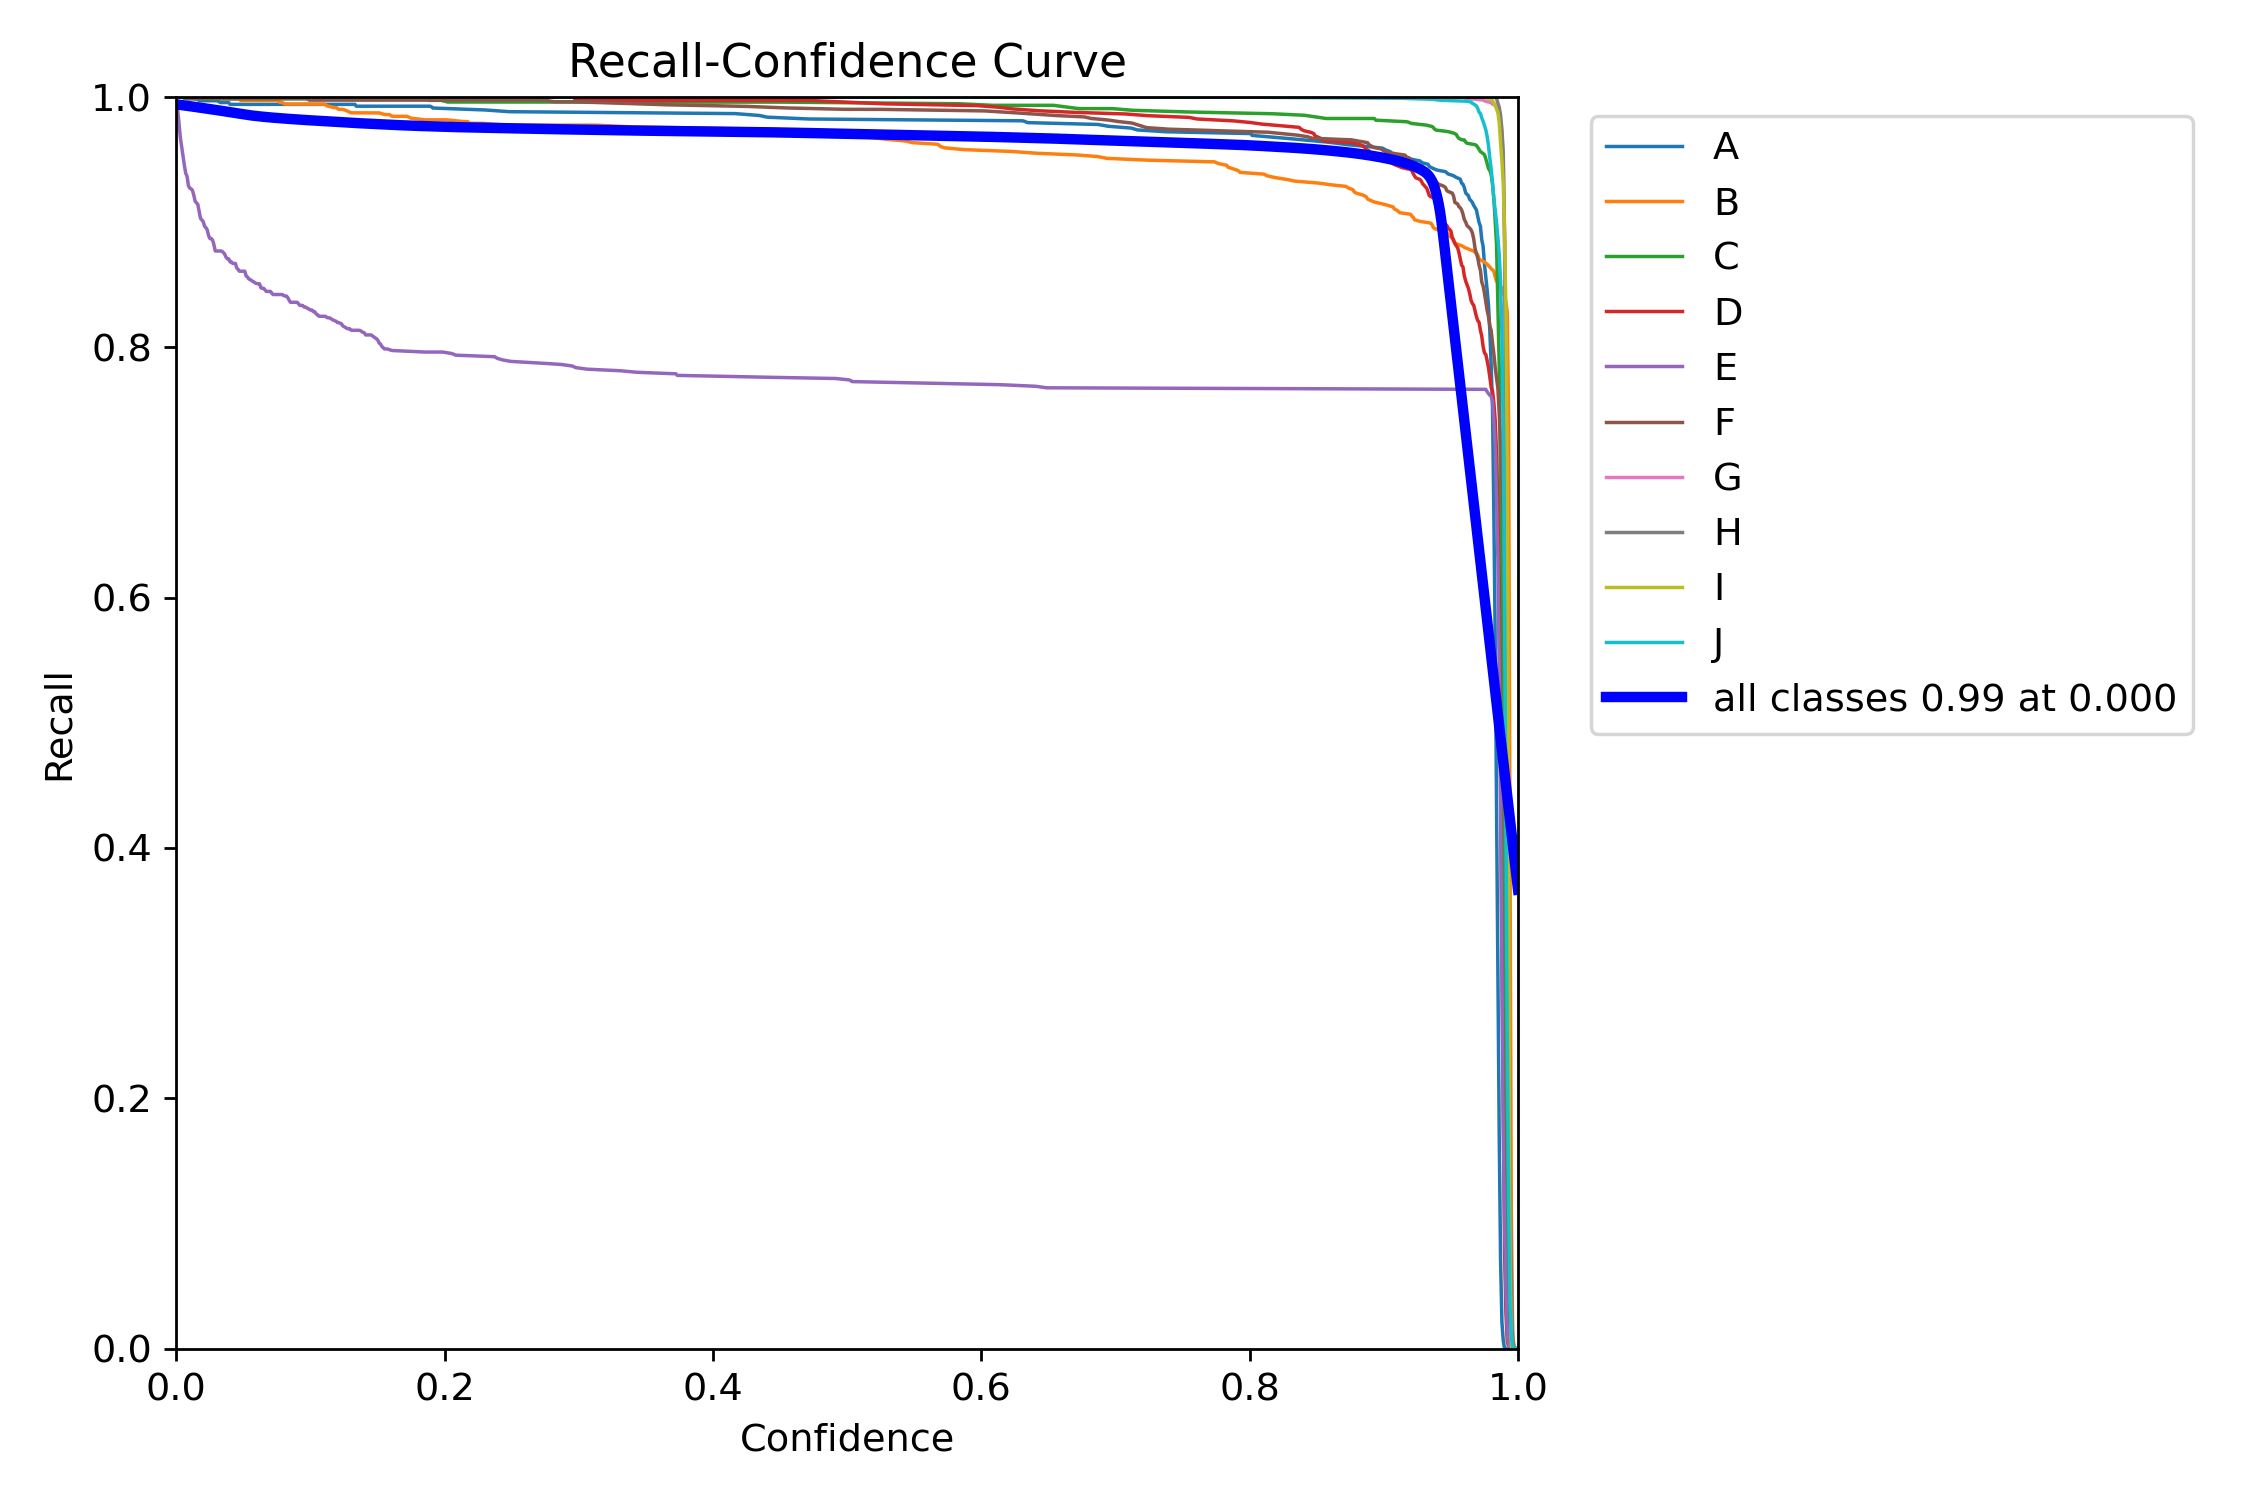 Recall-Confidence Curve
1.0
0.8
0.6
0.4
0.2
0.0
Recall
0.0 0.2 0.4 0.6 0.8 1.0
Confidence
A
B
C
D
E
F
G
H
I
J
all classes 0.99 at 0.000